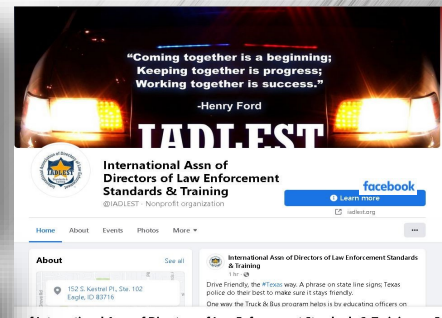 “Coming together is a beginning;
Keeping together is progress;
Working together is success.”
-Henry Ford
IADLEST
IADLEST
International Assn of
Directors of Law Enforcement
Standards & Training
@IADLEST · Nonprofit organization
facebook
Learn more
iadlest.org
Home About Events Photos More
About See all
152 S. Kestrel Pl., Ste. 102
Eagle, ID 83716
International Assn of Directors of Law Enforcement Standards
& Training
1 hr
Drive Friendly, the #Texas way. A phrase on state line signs; Texas
police do their best to make sure it stays friendly.
One way the Truck & Bus program helps is by educating officers on